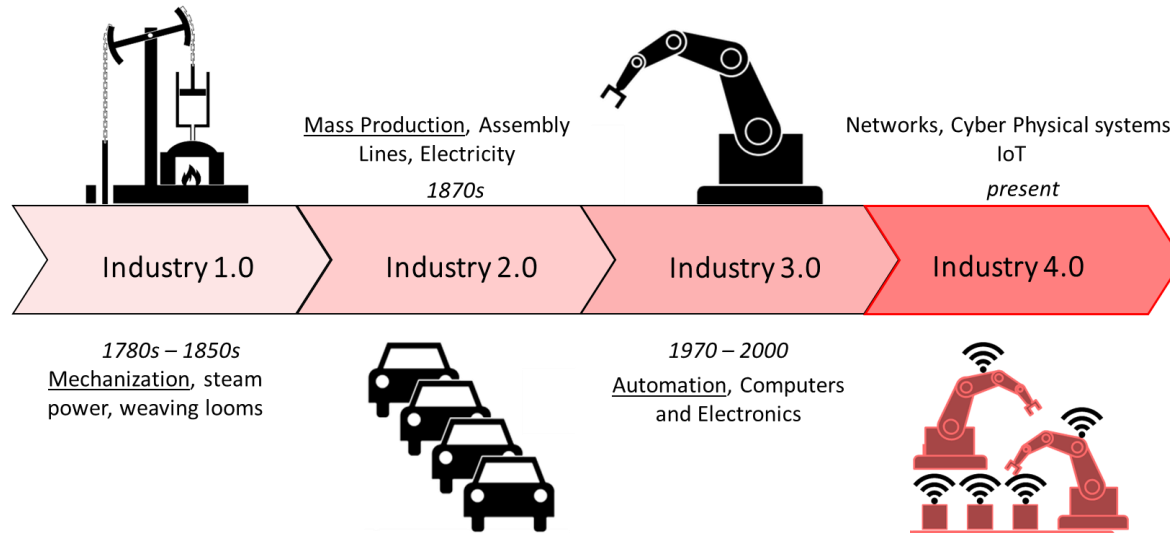 Mass Production, Assembly
Lines, Electricity
1870s
Networks, Cyber Physical systems
IoT
present
Industry 1.0
Industry 2.0
Industry 3.0
Industry 4.0
1780s – 1850s
Mechanization, steam
power, weaving looms
1970 – 2000
Automation, Computers
and Electronics